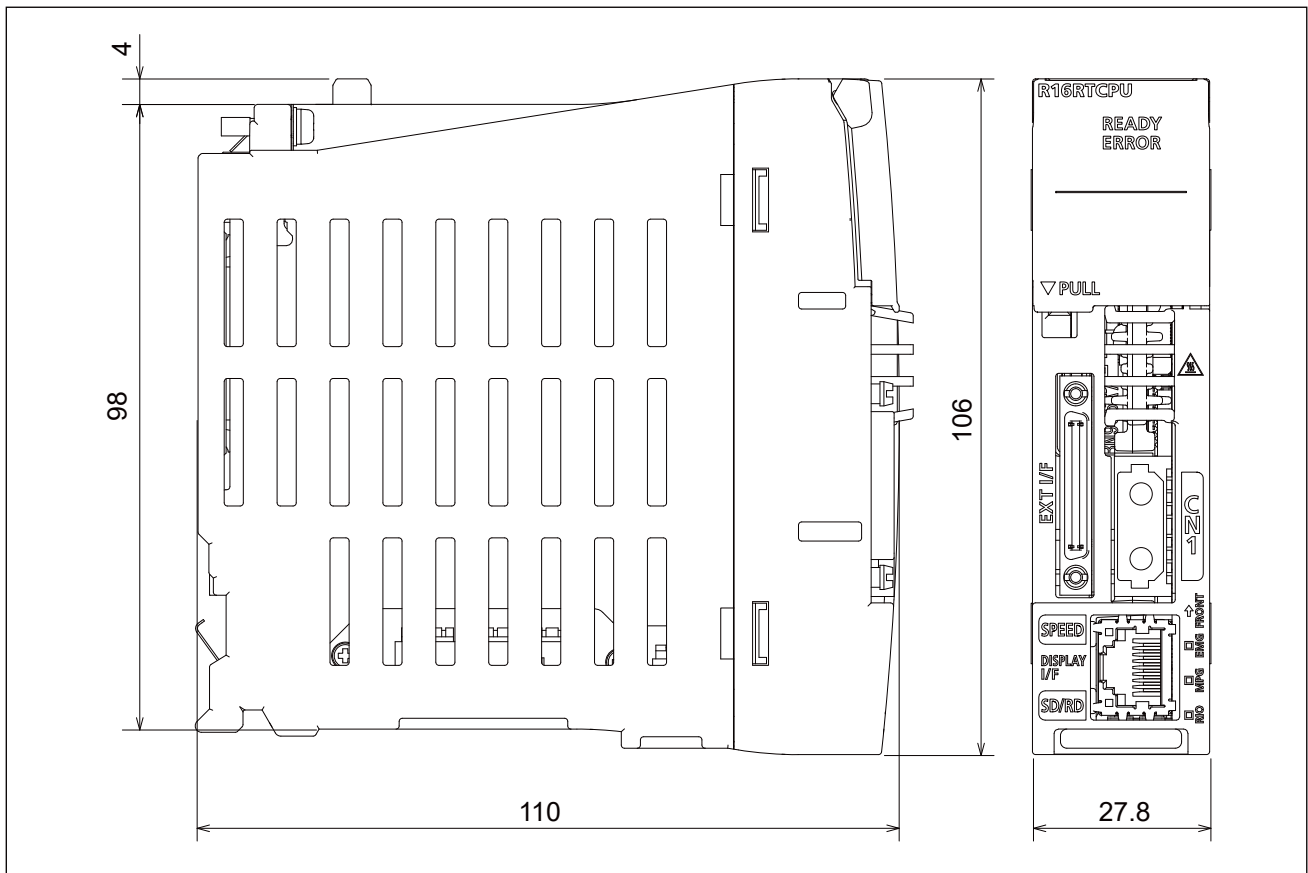 4
98
110
106
27.8
R16RTCPU
READY
ERROR
▽PULL
EXT I/F
CN1
SPEED
DISPLAY
I/F
SD/RD
FRONT
EMG
MPG
RIO